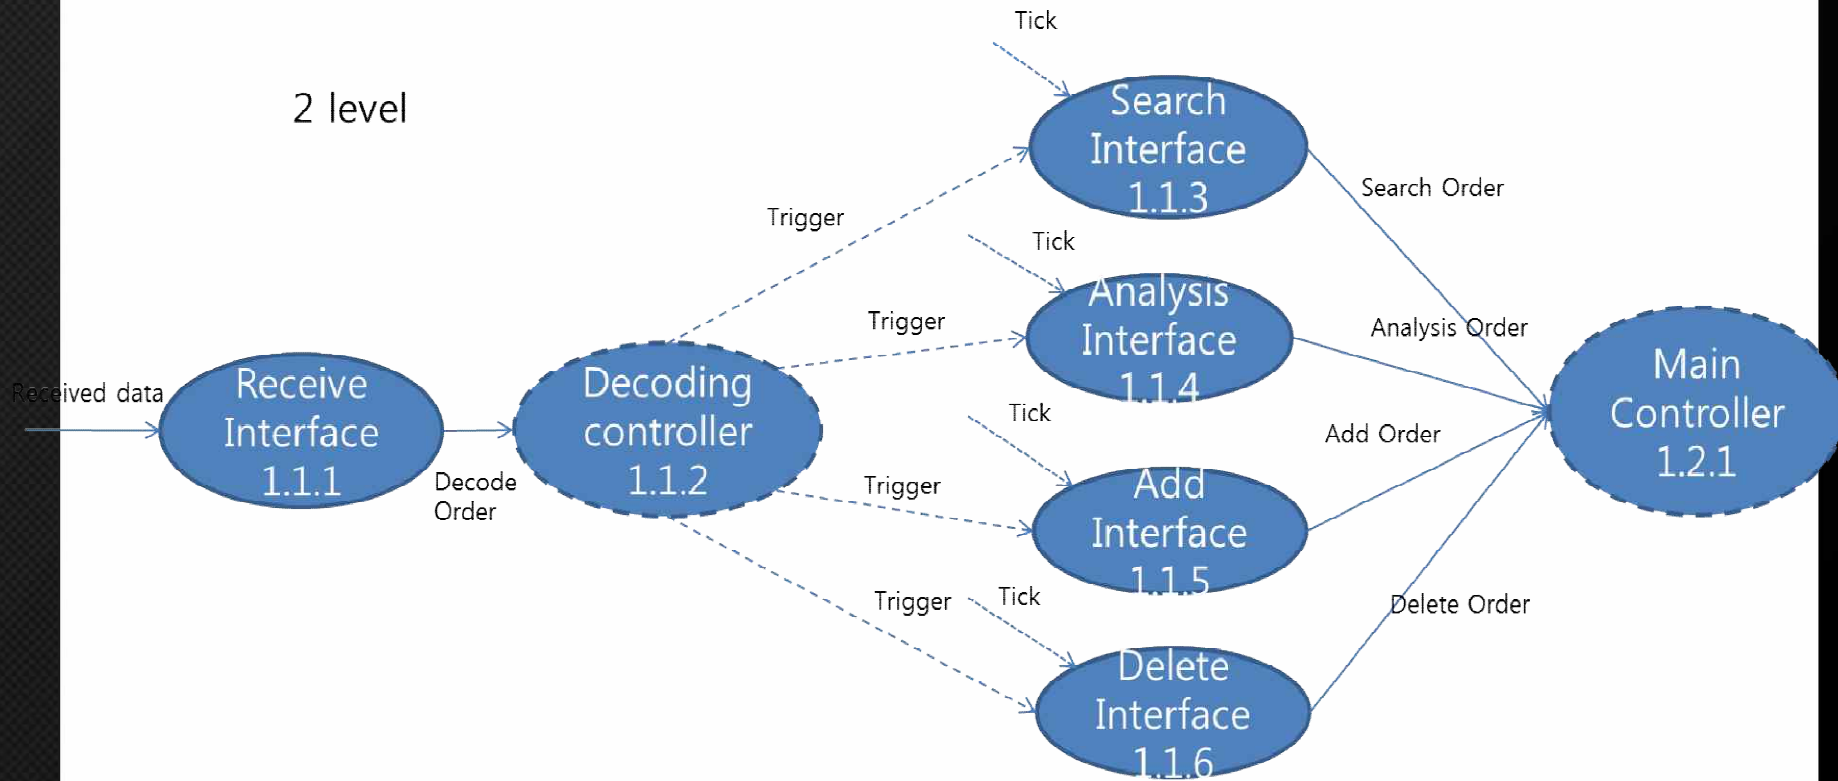 Tick
2 level
Search
Interface
1.1.3
Search Order
Trigger
Tick
Analysis
Interface
1.1.4
Trigger
Analysis Order
Received data
Receive
Interface
1.1.1
Decode
Order
Decoding
controller
1.1.2
Main
Controller
1.2.1
Tick
Add Order
Trigger
Add
Interface
1.1.5
Trigger
Tick
Delete Order
Delete
Interface
1.1.6